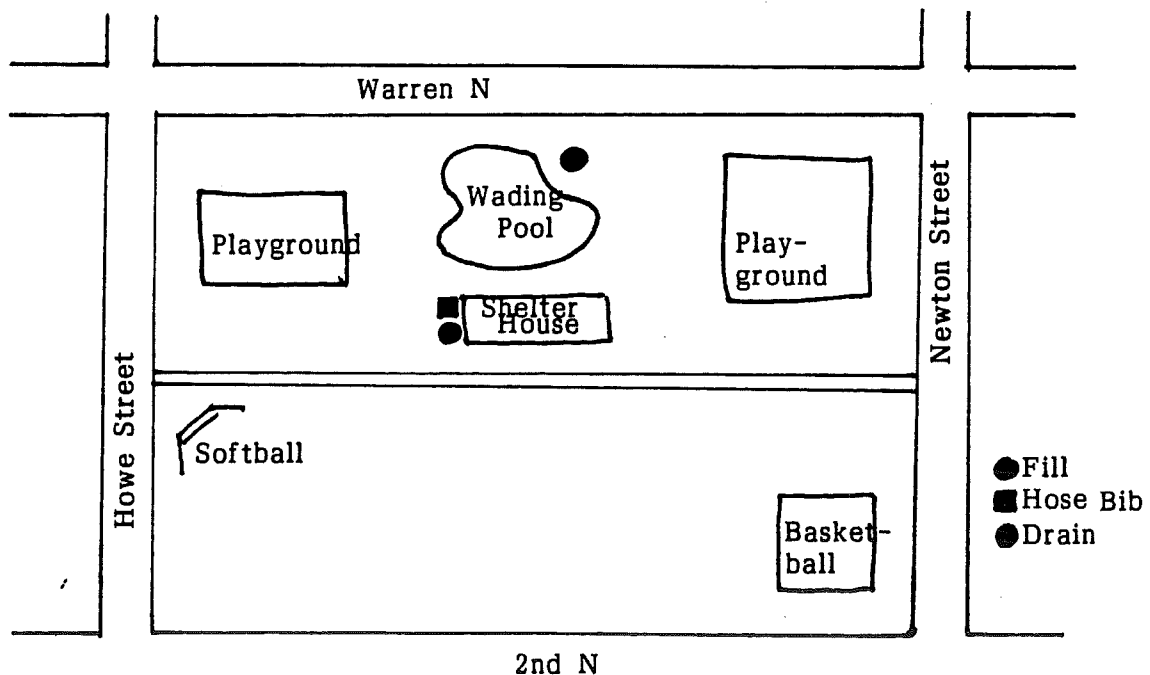 Warren N
Wading
Pool
Playground
Play-
ground
Shelter
House
Newton Street
Howe Street
Softball
Fill
Hose Bib
Drain
Basket-
ball
2nd N